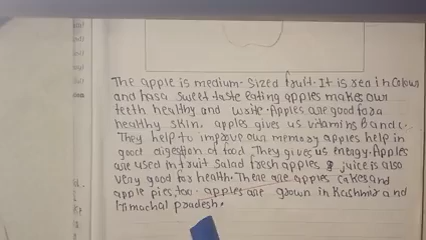 The apple is medium-sized fruit. It is red in colour
and has a sweet taste Eating apples makes our
teeth healthy and write. Apples are good for a
healthy skin. apples gives us vitamins B and C.
They help to improve our memory apples help in
good digestion of food They gives us energy. Apples
are used in fruit salad fresh apples juice is also
very good for health. There are apples cakes and
apple pies, too. apples are grown in Kashmir and
Himachal pradesh.